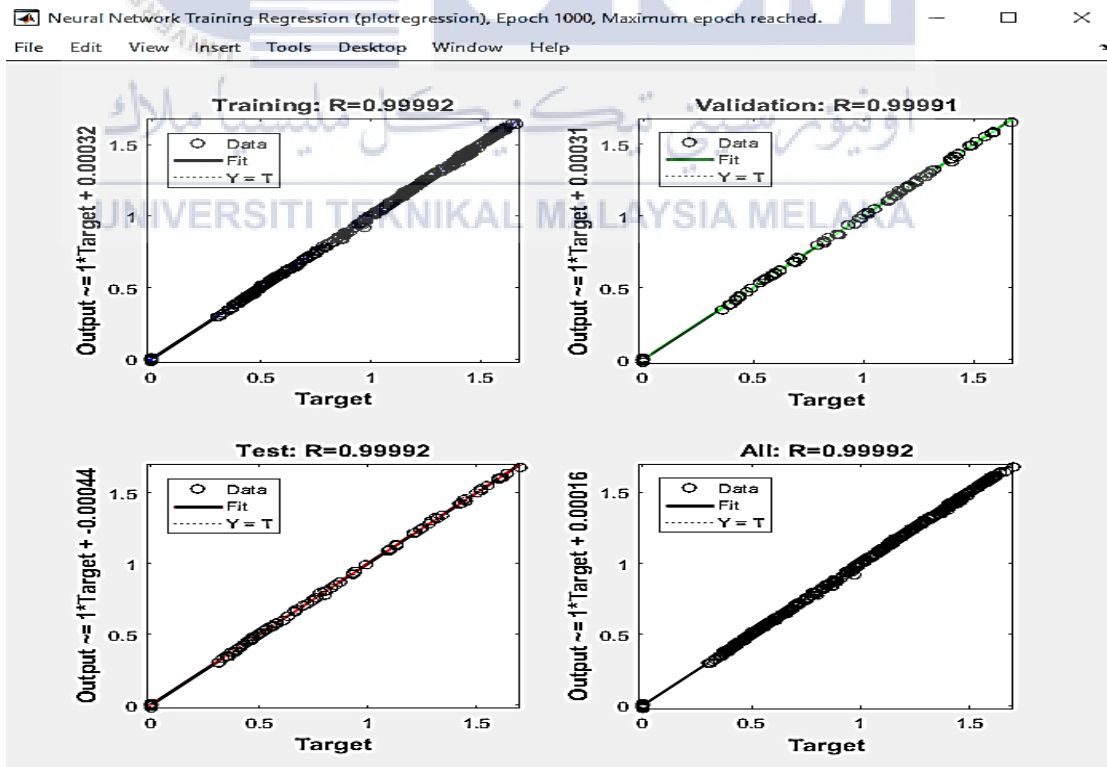 Neural Network Training Regression (plotregression), Epoch 1000, Maximum epoch reached.
File Edit View Insert Tools Desktop Window Help
اونيورسيتي تيكنيكل مليسيا ملاك
UNIVERSITI TEKNIKAL MALAYSIA MELAKA
Training: R=0.99992
Output ~= 1*Target + 0.00032
Data
Fit
Y = T
1.5
1
0.5
0
0 0.5 1 1.5
Target
Validation: R=0.99991
Output ~= 1*Target + 0.00031
Data
Fit
Y = T
1.5
1
0.5
0
0 0.5 1 1.5
Target
Test: R=0.99992
Output ~= 1*Target + -0.00044
Data
Fit
Y = T
1.5
1
0.5
0
0 0.5 1 1.5
Target
All: R=0.99992
Output ~= 1*Target + 0.00016
Data
Fit
Y = T
1.5
1
0.5
0
0 0.5 1 1.5
Target